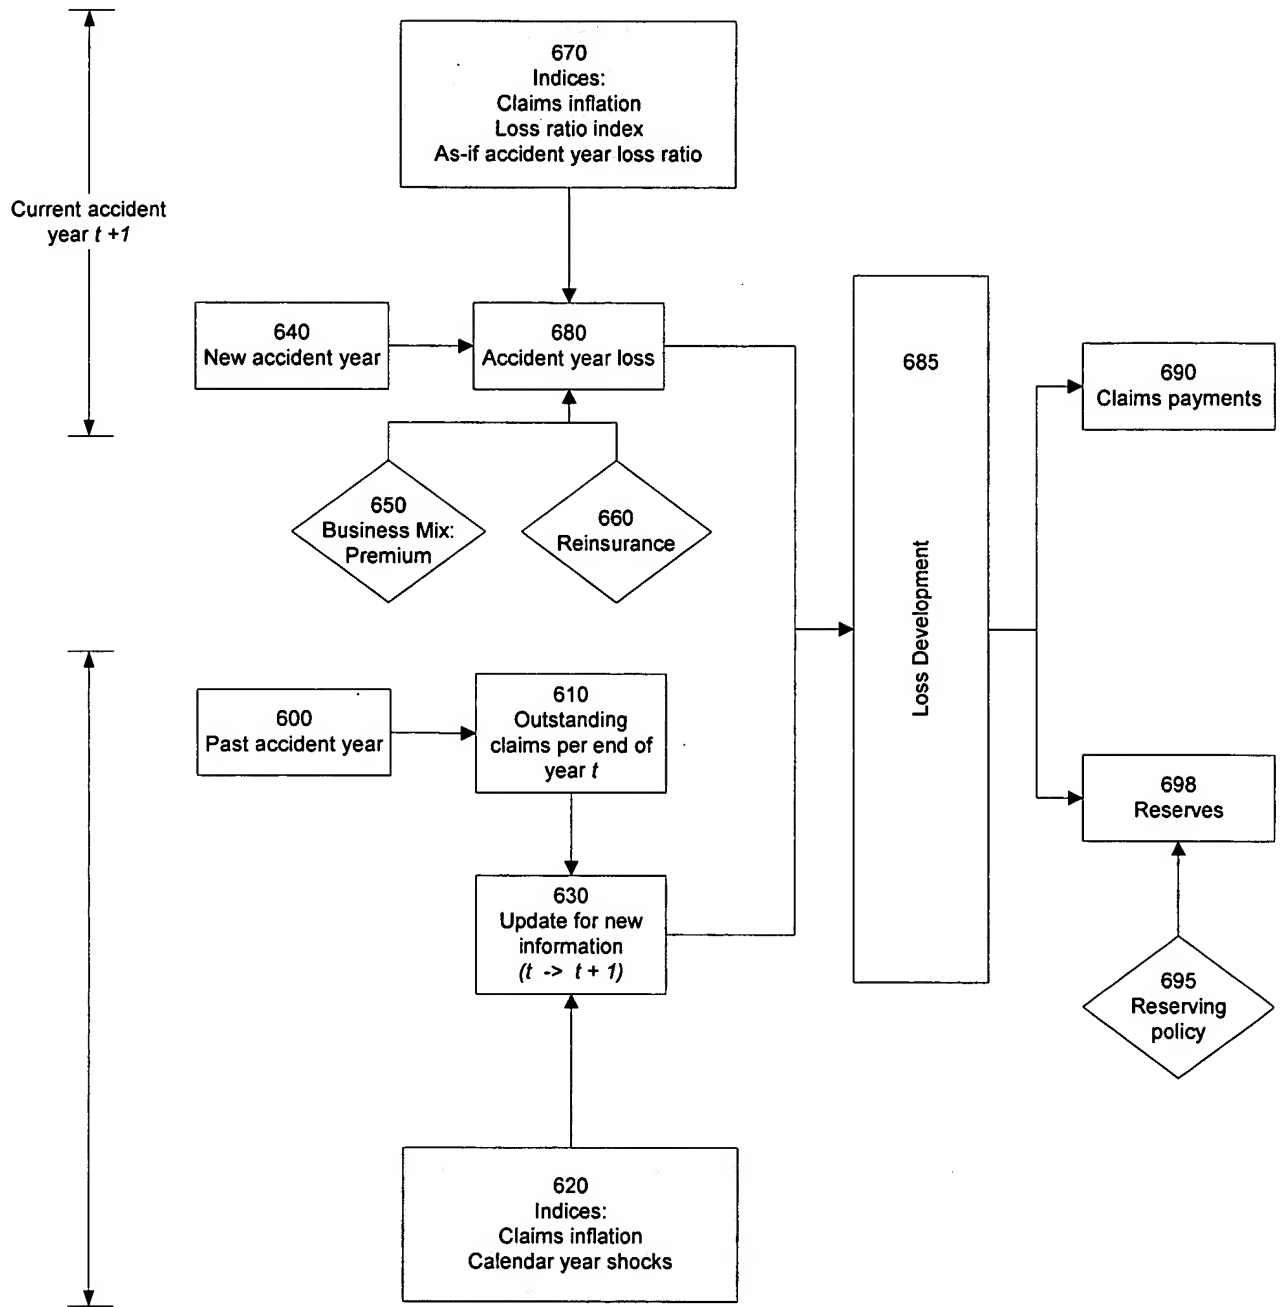 670
Indices:
Claims inflation
Loss ratio index
As-if accident year loss ratio
Current accident
year t +1
640
New accident year
680
Accident year loss
685
Loss Development
690
Claims payments
650
Business Mix:
Premium
660
Reinsurance
600
Past accident year
610
Outstanding
claims per end of
year t
630
Update for new
information
(t -> t + 1)
698
Reserves
695
Reserving
policy
620
Indices:
Claims inflation
Calendar year shocks